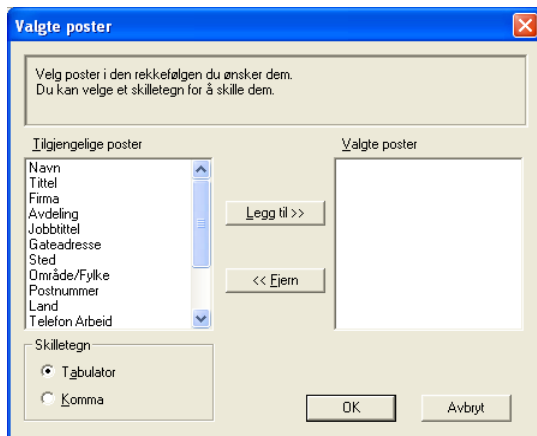 Valgte poster
Velg poster i den rekkefølgen du ønsker dem.
Du kan velge et skilletegn for å skille dem.
Tilgjengelige poster
Valgte poster
Navn
Tittel
Firma
Avdeling
Jobbtittel
Gateadresse
Sted
Område/Fylke
Postnummer
Land
Telefon Arbeid
Legg til >>
<< Fjern
Skilletegn
Tabulator
Komma
OK
Avbryt